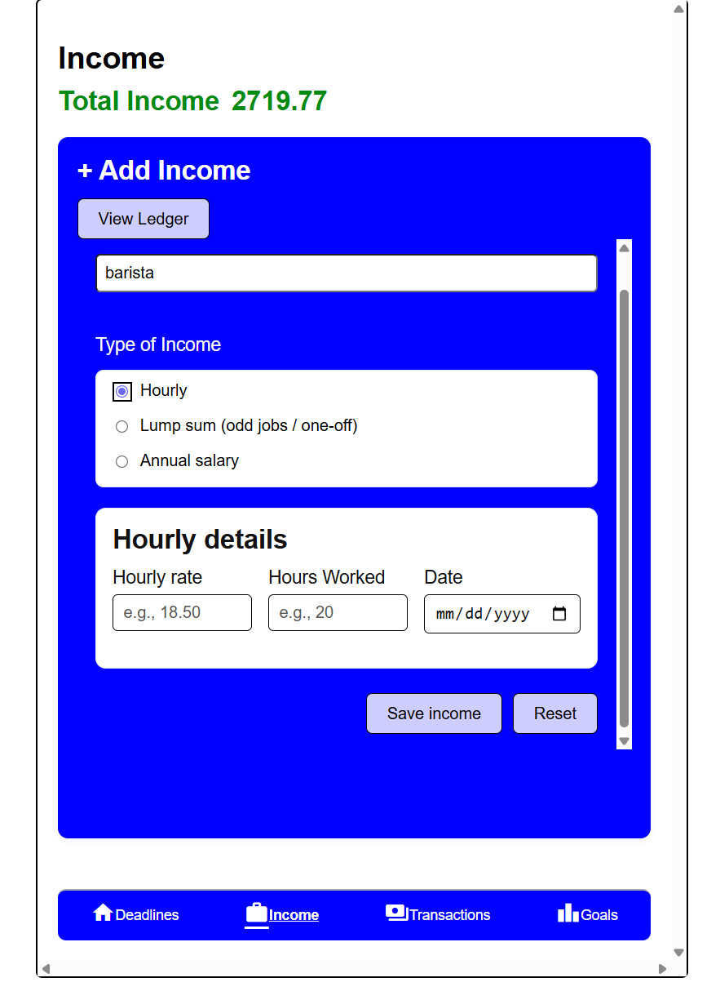 Income
Total Income 2719.77
+ Add Income
View Ledger
barista
Type of Income
Hourly
Lump sum (odd jobs / one-off)
Annual salary
Hourly details
Hourly rate Hours Worked Date
e.g., 18.50 e.g., 20 mm/dd/yyyy
Save income Reset
Deadlines Income Transactions Goals